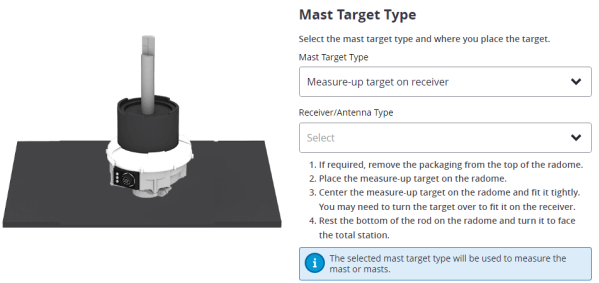 Mast Target Type
Select the mast target type and where you place the target.
Mast Target Type
Measure-up target on receiver
Receiver/Antenna Type
Select
1. If required, remove the packaging from the top of the radome.
2. Place the measure-up target on the radome.
3. Center the measure-up target on the radome and fit it tightly.
You may need to turn the target over to fit it on the receiver.
4. Rest the bottom of the rod on the radome and turn it to face
the total station.
The selected mast target type will be used to measure the
mast or masts.